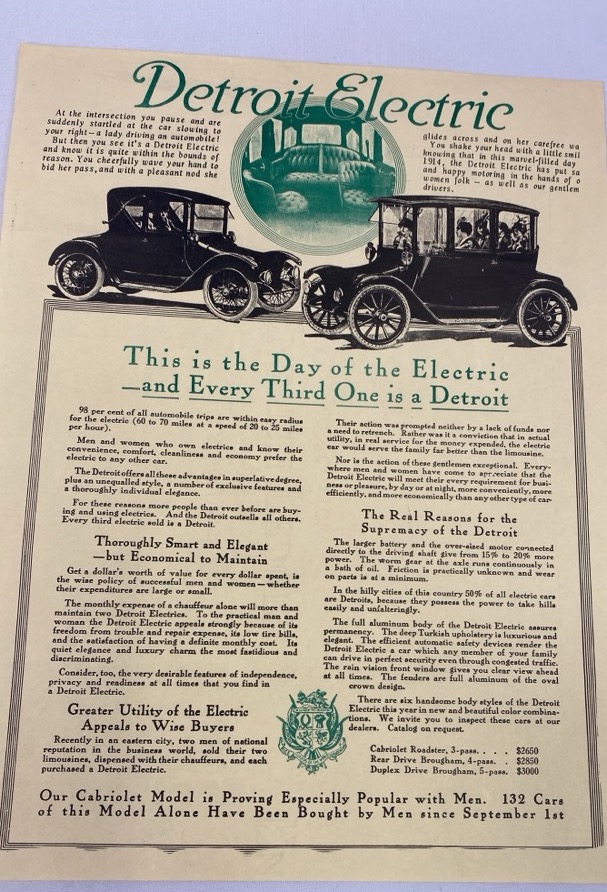 Detroit Electric
At the intersection you pause and are
suddenly startled at the car slowing to
your right—a lady driving an automobile!
But then you see it's a Detroit Electric
and know it is quite within the bounds of
reason. You cheerfully wave your hand to
bid her pass, and with a pleasant nod she
glides across and on her carefree wa
You shake your head with a little smil
knowing that in this marvel-filled day
1914, the Detroit Electric has put sa
and happy motoring in the hands of o
women folk — as well as our gentlem
drivers.
This is the Day of the Electric
—and Every Third One is a Detroit
98 per cent of all automobile trips are within easy radius
for the electric (60 to 70 miles at a speed of 20 to 25 miles
per hour).
Men and women who own electrics and know their
convenience, comfort, cleanliness and economy prefer the
electric to any other car.
The Detroit offers all these advantages in superlative degree,
plus an unequalled style, a number of exclusive features and
a thoroughly individual elegance.
For these reasons more people than ever before are buy-
ing and using electrics. And the Detroit outsells all others.
Every third electric sold is a Detroit.
Thoroughly Smart and Elegant
—but Economical to Maintain
Get a dollar's worth of value for every dollar spent, is
the wise policy of successful men and women—whether
their expenditures are large or small.
The monthly expense of a chauffeur alone will more than
maintain two Detroit Electrics. To the practical man and
woman the Detroit Electric appeals strongly because of its
freedom from trouble and repair expense, its low tire bills,
and the satisfaction of having a definite monthly cost. Its
quiet elegance and luxury charm the most fastidious and
discriminating.
Consider, too, the very desirable features of independence,
privacy and readiness at all times that you find in
a Detroit Electric.
Greater Utility of the Electric
Appeals to Wise Buyers
Recently in an eastern city, two men of national
reputation in the business world, sold their two
limousines, dispensed with their chauffeurs, and each
purchased a Detroit Electric.
Their action was prompted neither by a lack of funds nor
a need to retrench. Rather was it a conviction that in actual
utility, in real service for the money expended, the electric
car would serve the family far better than the limousine.
Nor is the action of these gentlemen exceptional. Every-
where men and women have come to appreciate that the
Detroit Electric will meet their every requirement for busi-
ness or pleasure, by day or at night, more conveniently, more
efficiently, and more economically than any other type of car.
The Real Reasons for the
Supremacy of the Detroit
The larger battery and the over-sized motor connected
directly to the driving shaft give from 15% to 20% more
power. The worm gear at the axle runs continuously in
a bath of oil. Friction is practically unknown and wear
on parts is at a minimum.
In the hilly cities of this country 50% of all electric cars
are Detroits, because they possess the power to take hills
easily and unfalteringly.
The full aluminum body of the Detroit Electric assures
permanency. The deep Turkish upholstery is luxurious and
elegant. The efficient automatic safety devices render the
Detroit Electric a car which any member of your family
can drive in perfect security even through congested traffic.
The rain vision front window gives you clear view ahead
at all times. The fenders are full aluminum of the oval
crown design.
There are six handsome body styles of the Detroit
Electric this year in new and beautiful color combina-
tions. We invite you to inspect these cars at our
dealers. Catalog on request.
Cabriolet Roadster, 3-pass. . . . $2650
Rear Drive Brougham, 4-pass. . $2850
Duplex Drive Brougham, 5-pass. $3000
Our Cabriolet Model is Proving Especially Popular with Men. 132 Cars
of this Model Alone Have Been Bought by Men since September 1st